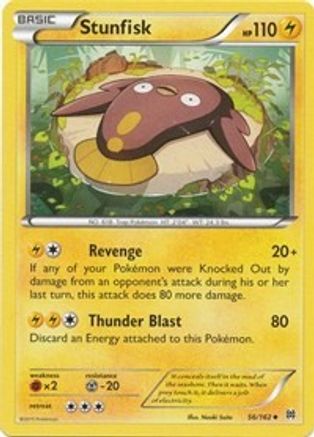 BASIC
Stunfisk HP110
NO. 618 Trap Pokémon HT: 2'04" WT: 24.3 lbs.
Revenge 20+
If any of your Pokémon were Knocked Out by
damage from an opponent's attack during his or her
last turn, this attack does 80 more damage.
Thunder Blast 80
Discard an Energy attached to this Pokémon.
weakness resistance
×2 -20
retreat
It conceals itself in the mud of
the seashore. Then it waits.
When prey touch it, it delivers
a jolt of electricity.
Illus. Naoki Saito 56/162